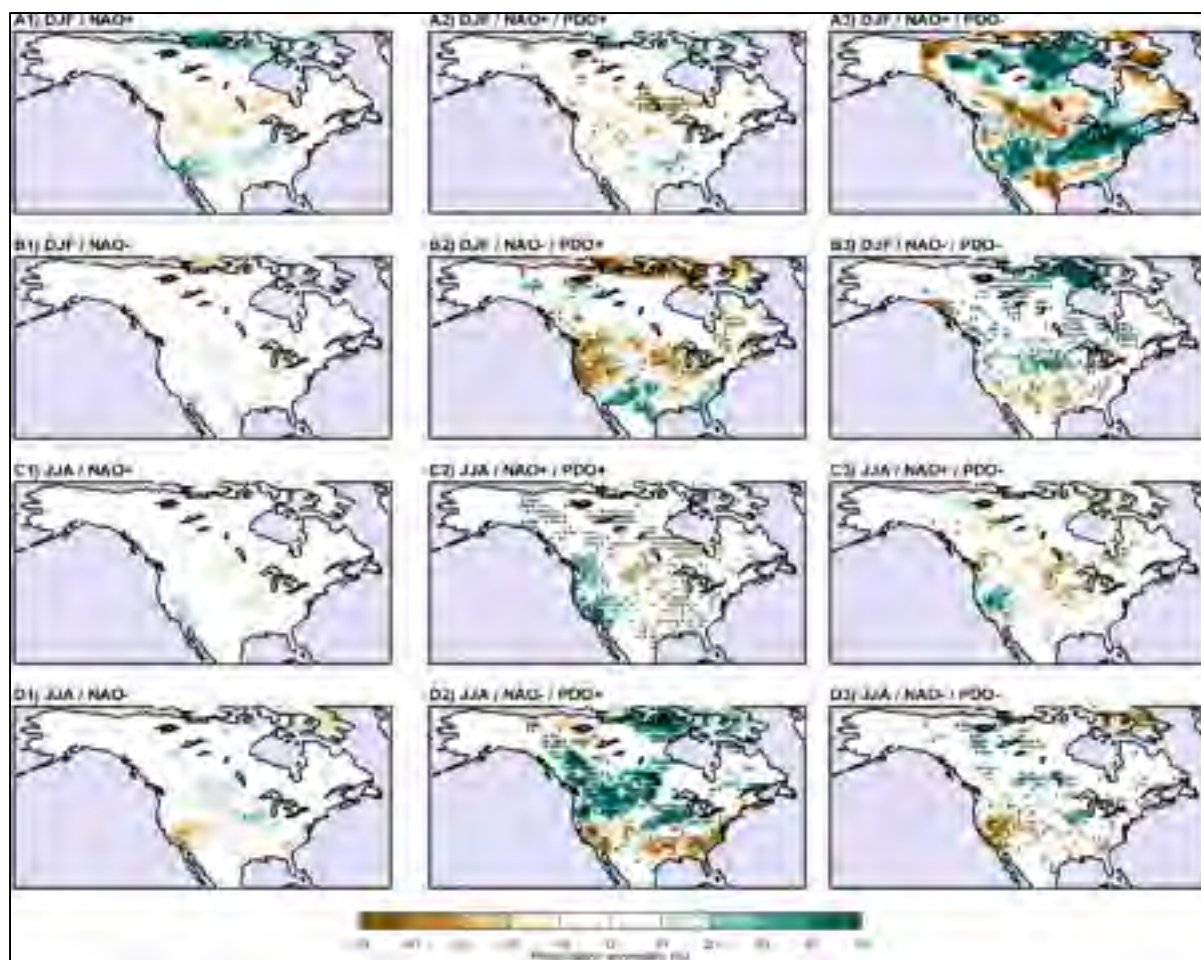 A1) DJF / NAO+
A2) DJF / NAO+ / PDO+
A3) DJF / NAO+ / PDO-
B1) DJF / NAO-
B2) DJF / NAO- / PDO+
B3) DJF / NAO- / PDO-
C1) JJA / NAO+
C2) JJA / NAO+ / PDO+
C3) JJA / NAO+ / PDO-
D1) JJA / NAO-
D2) JJA / NAO- / PDO+
D3) JJA / NAO- / PDO-